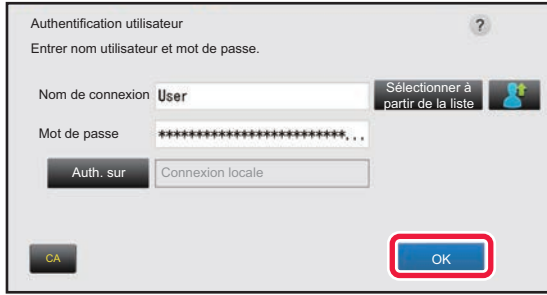 Authentification utilisateur
?
Entrer nom utilisateur et mot de passe.
Nom de connexion User
Sélectionner à
partir de la liste
Mot de passe **************************...
Auth. sur Connexion locale
CA
OK